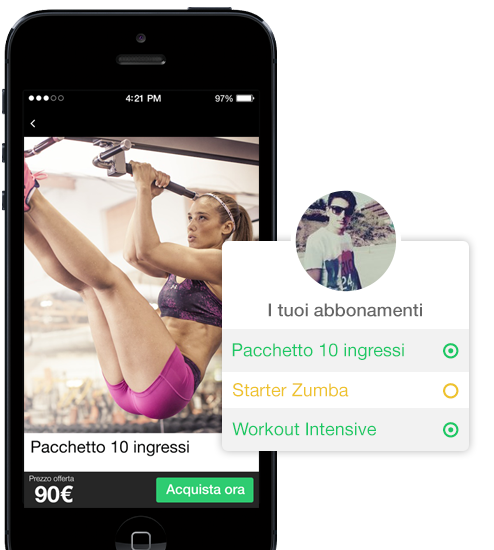 4:21 PM
97%
I tuoi abbonamenti
Pacchetto 10 ingressi
Starter Zumba
Workout Intensive
Pacchetto 10 ingressi
Prezzo offerta
90€
Acquista ora